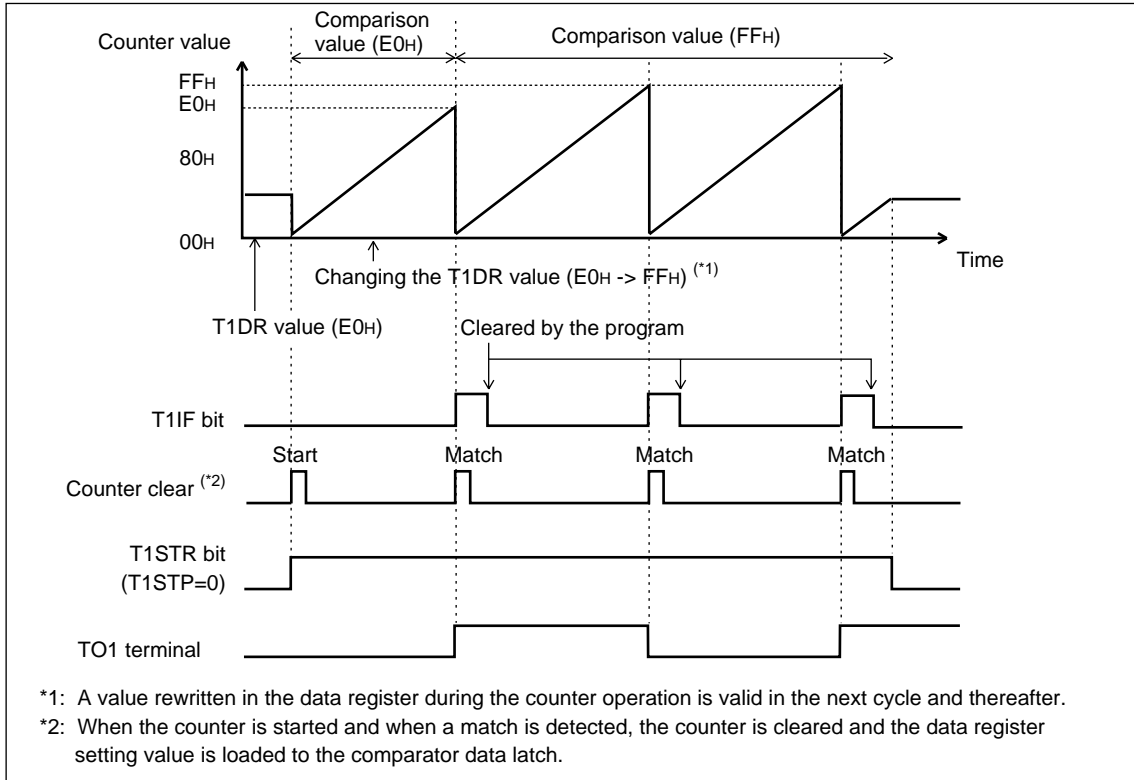 Comparison
value (E0H)
Comparison value (FFH)
Counter value
FFH
E0H
80H
00H
Time
Changing the T1DR value (E0H -> FFH) (*1)
T1DR value (E0H)
Cleared by the program
T1IF bit
Start
Match
Match
Match
Counter clear (*2)
T1STR bit
(T1STP=0)
TO1 terminal
*1: A value rewritten in the data register during the counter operation is valid in the next cycle and thereafter.
*2: When the counter is started and when a match is detected, the counter is cleared and the data register
setting value is loaded to the comparator data latch.